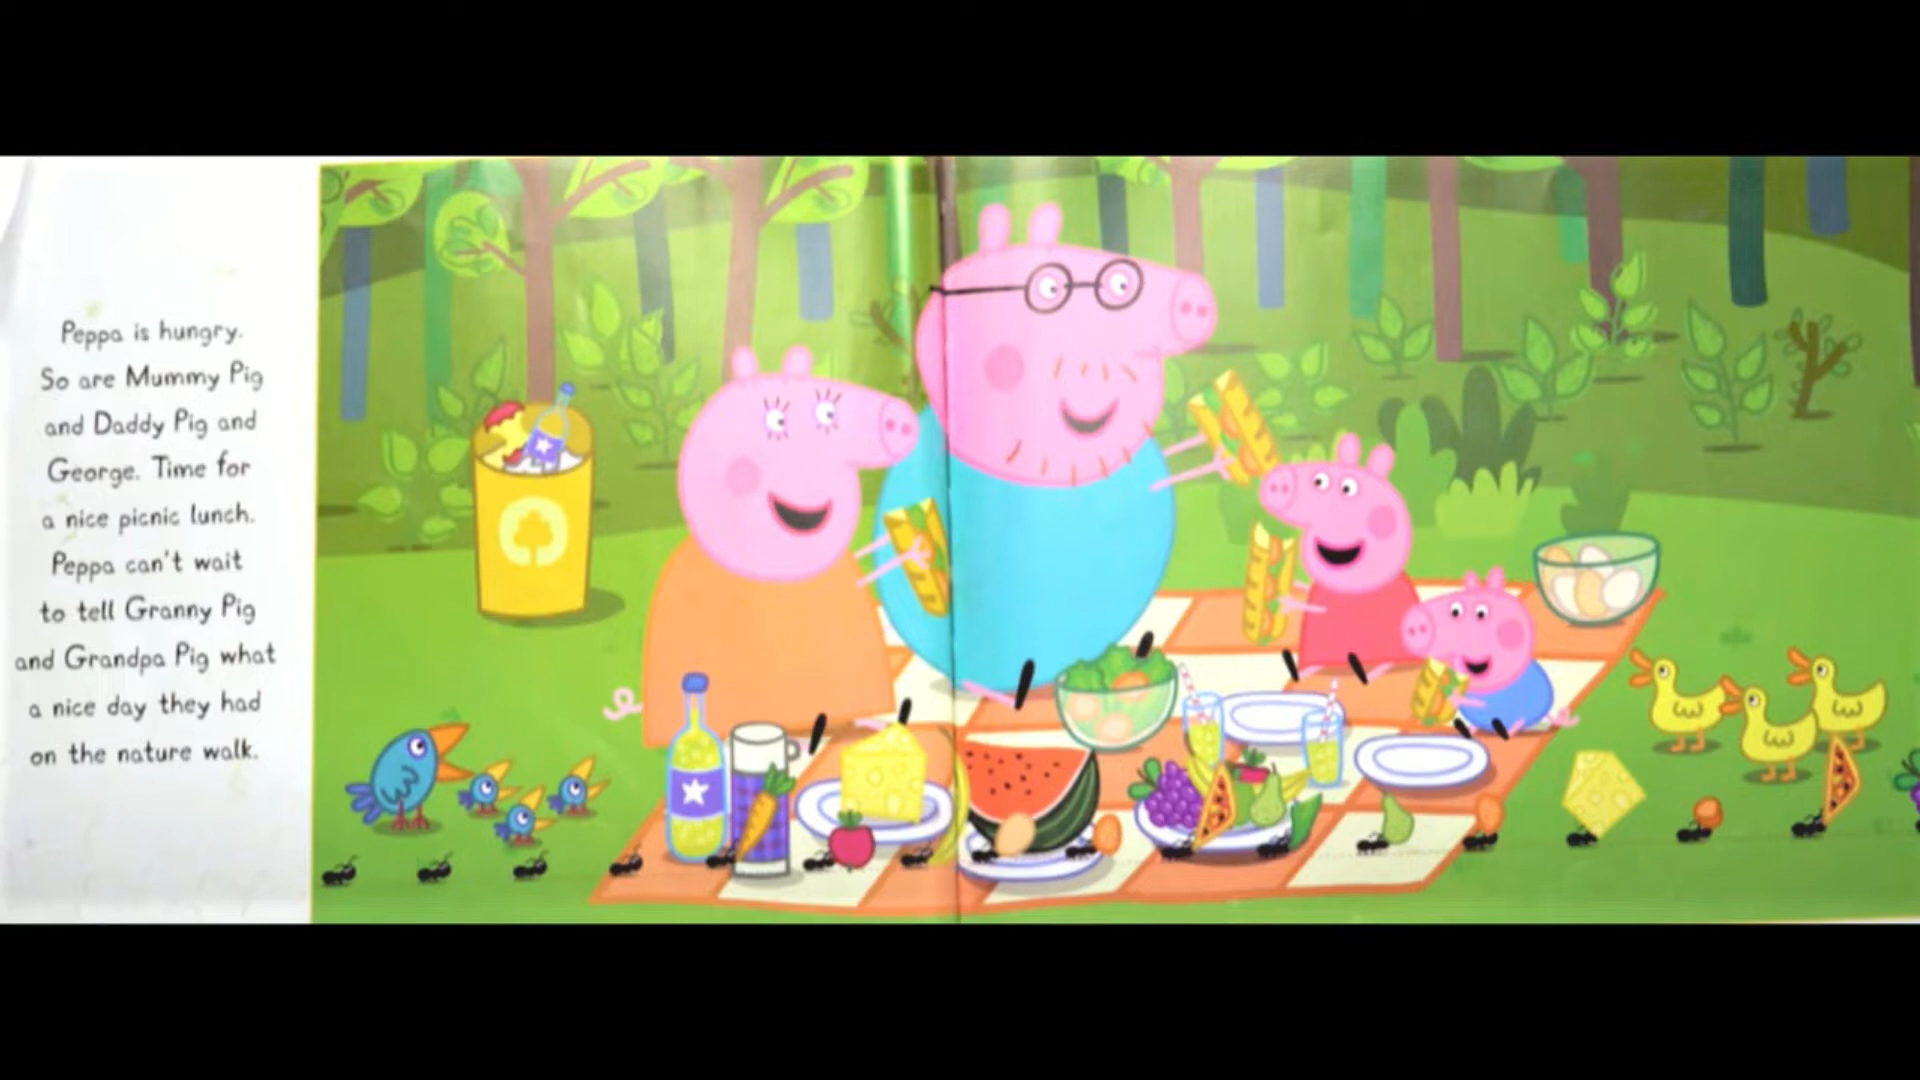 Peppa is hungry.
So are Mummy Pig
and Daddy Pig and
George. Time for
a nice picnic lunch.
Peppa can't wait
to tell Granny Pig
and Grandpa Pig what
a nice day they had
on the nature walk.